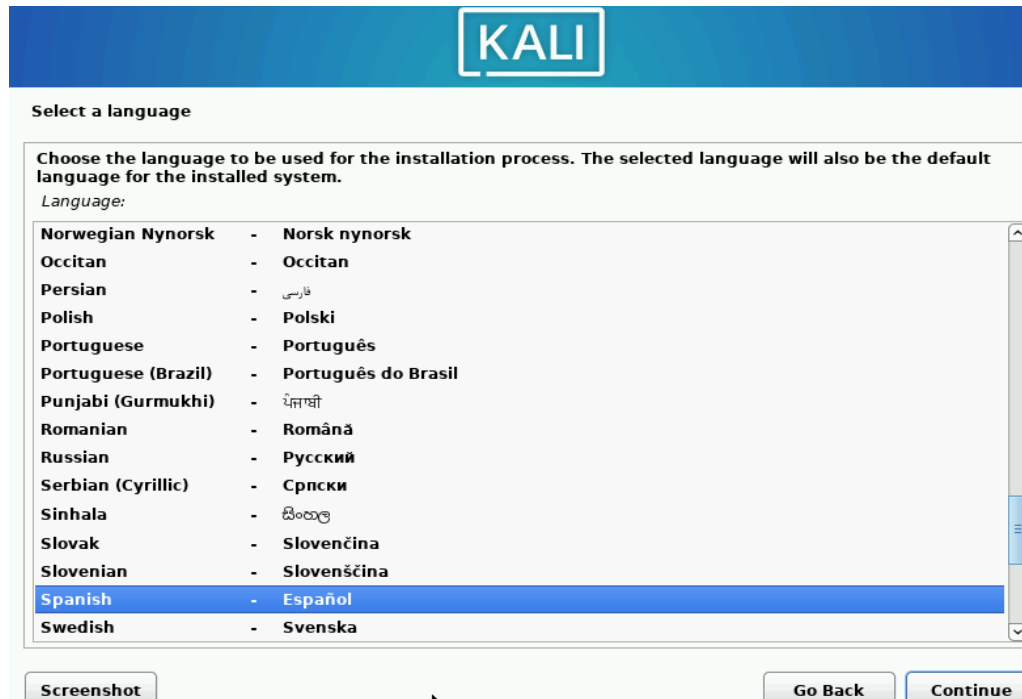 KALI
Select a language
Choose the language to be used for the installation process. The selected language will also be the default
language for the installed system.
Language:
Norwegian Nynorsk - Norsk nynorsk
Occitan - Occitan
Persian - فارسی
Polish - Polski
Portuguese - Português
Portuguese (Brazil) - Português do Brasil
Punjabi (Gurmukhi) - ਪੰਜਾਬੀ
Romanian - Română
Russian - Русский
Serbian (Cyrillic) - Српски
Sinhala - සිංහල
Slovak - Slovenčina
Slovenian - Slovenščina
Spanish - Español
Swedish - Svenska
Screenshot Go Back Continue